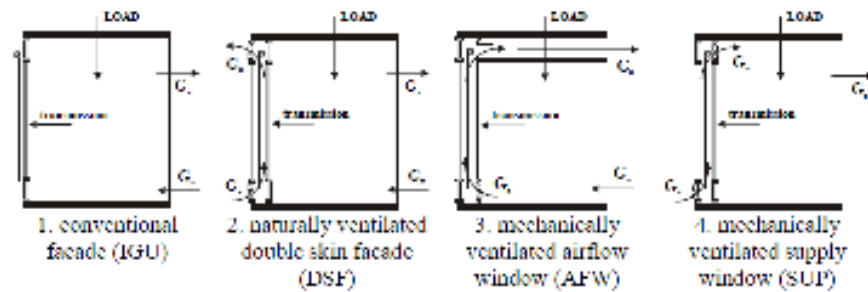 LOAD
LOAD
LOAD
LOAD
transmission
transmission
transmission
transmission
1. conventional
facade (IGU)
2. naturally ventilated
double skin facade
(DSF)
3. mechanically
ventilated airflow
window (AFW)
4. mechanically
ventilated supply
window (SUP)